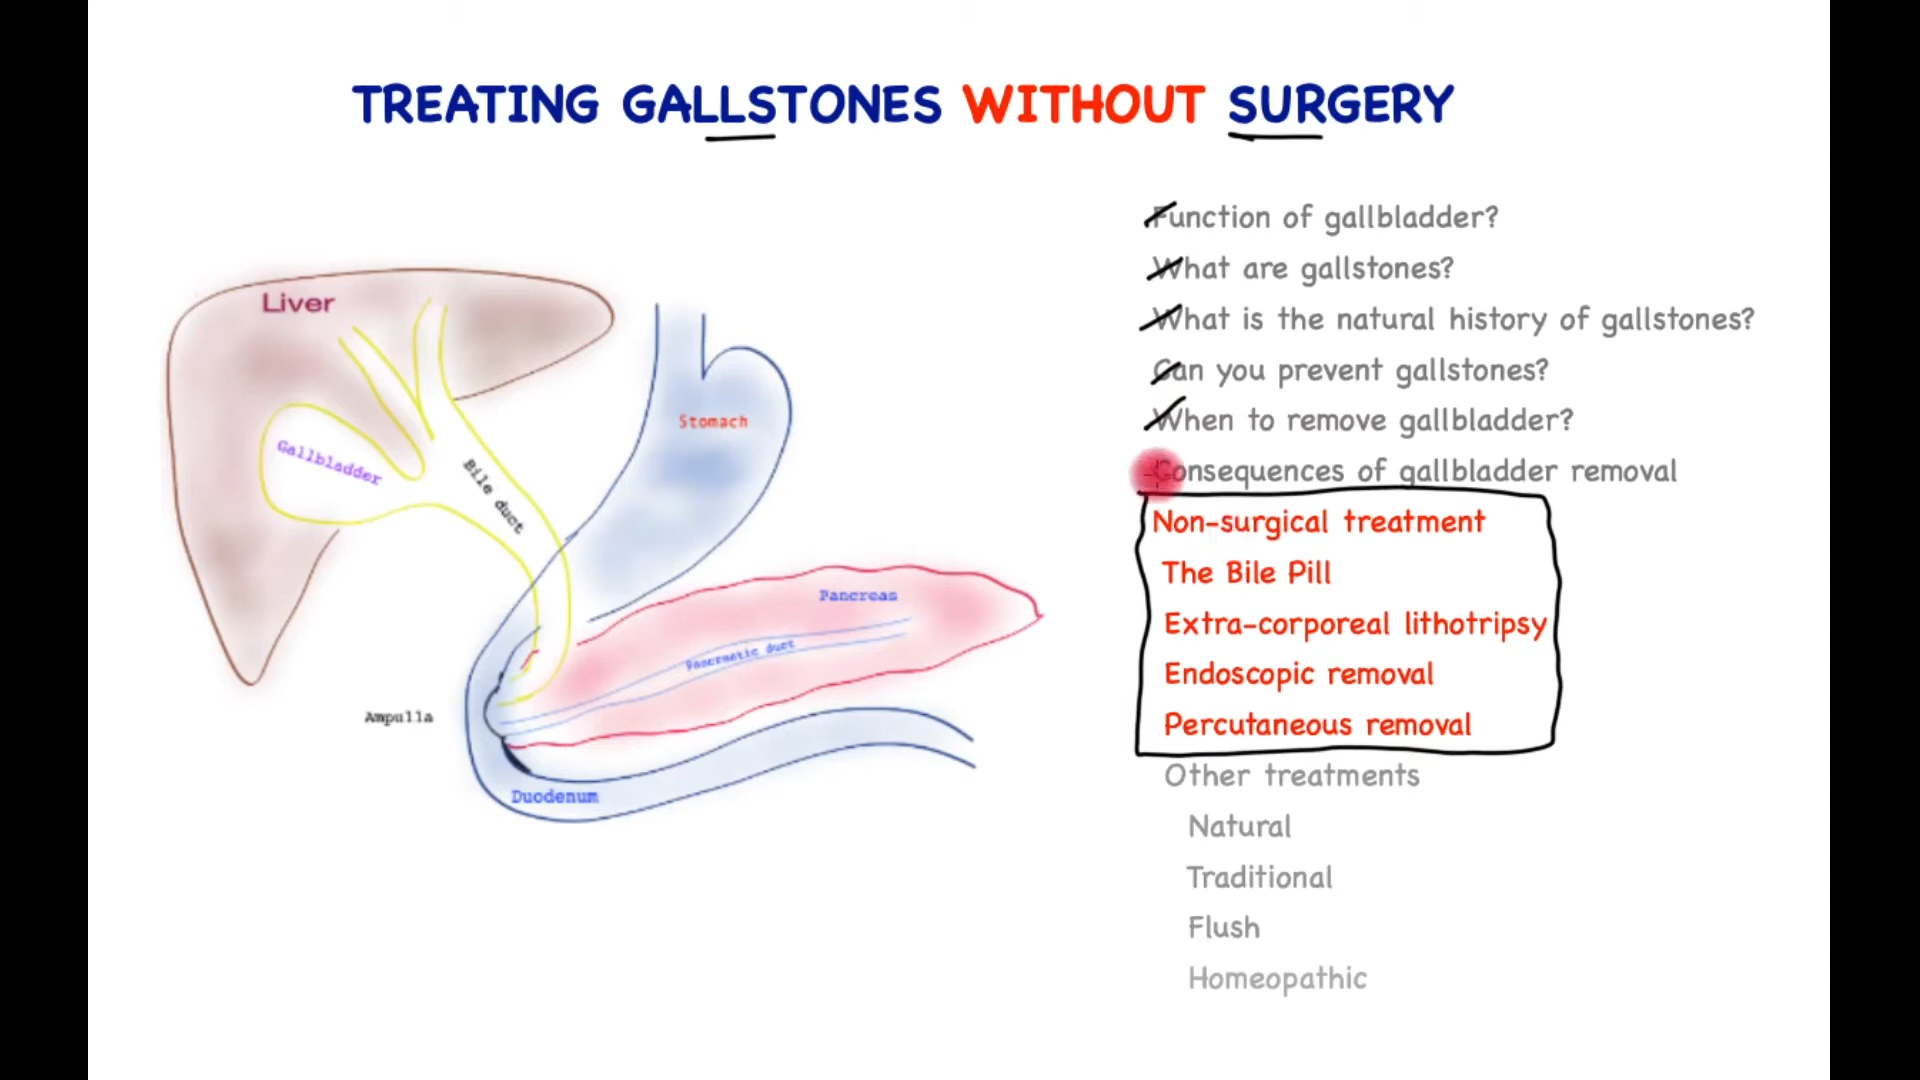 TREATING GALLSTONES WITHOUT SURGERY
Liver
Gallbladder
Bile duct
Stomach
Pancreas
Pancreatic duct
Ampulla
Duodenum
Function of gallbladder?
What are gallstones?
What is the natural history of gallstones?
Can you prevent gallstones?
When to remove gallbladder?
Consequences of gallbladder removal
Non-surgical treatment
The Bile Pill
Extra-corporeal lithotripsy
Endoscopic removal
Percutaneous removal
Other treatments
Natural
Traditional
Flush
Homeopathic